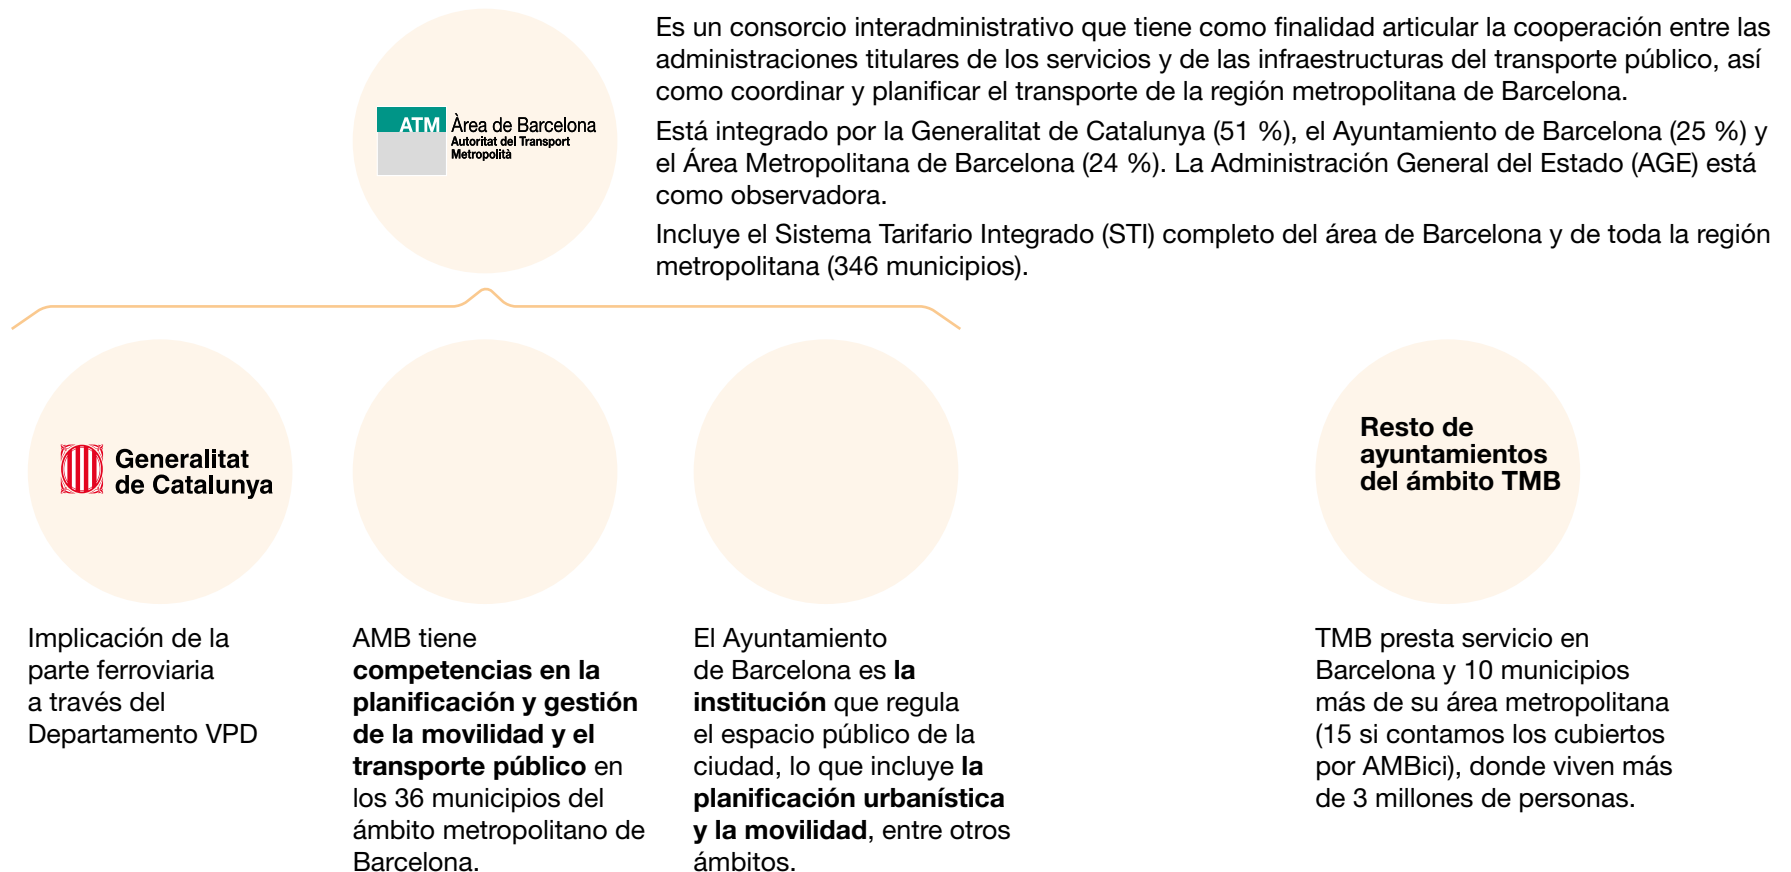 ATM Àrea de Barcelona
Autoritat del Transport
Metropolità
Es un consorcio interadministrativo que tiene como finalidad articular la cooperación entre las
administraciones titulares de los servicios y de las infraestructuras del transporte público, así
como coordinar y planificar el transporte de la región metropolitana de Barcelona.
Está integrado por la Generalitat de Catalunya (51 %), el Ayuntamiento de Barcelona (25 %) y
el Área Metropolitana de Barcelona (24 %). La Administración General del Estado (AGE) está
como observadora.
Incluye el Sistema Tarifario Integrado (STI) completo del área de Barcelona y de toda la región
metropolitana (346 municipios).
Generalitat
de Catalunya
Implicación de la
parte ferroviaria
a través del
Departamento VPD
AMB tiene
competencias en la
planificación y gestión
de la movilidad y el
transporte público en
los 36 municipios del
ámbito metropolitano de
Barcelona.
El Ayuntamiento
de Barcelona es la
institución que regula
el espacio público de la
ciudad, lo que incluye la
planificación urbanística
y la movilidad, entre otros
ámbitos.
Resto de
ayuntamientos
del ámbito TMB
TMB presta servicio en
Barcelona y 10 municipios
más de su área metropolitana
(15 si contamos los cubiertos
por AMBici), donde viven más
de 3 millones de personas.